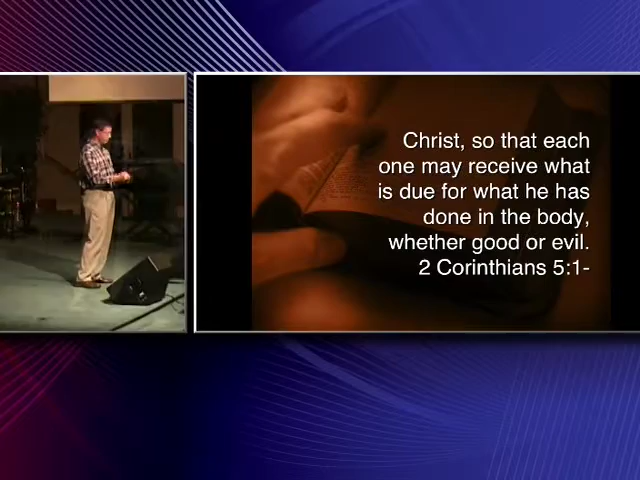 Christ, so that each
one may receive what
is due for what he has
done in the body,
whether good or evil.
2 Corinthians 5:1-